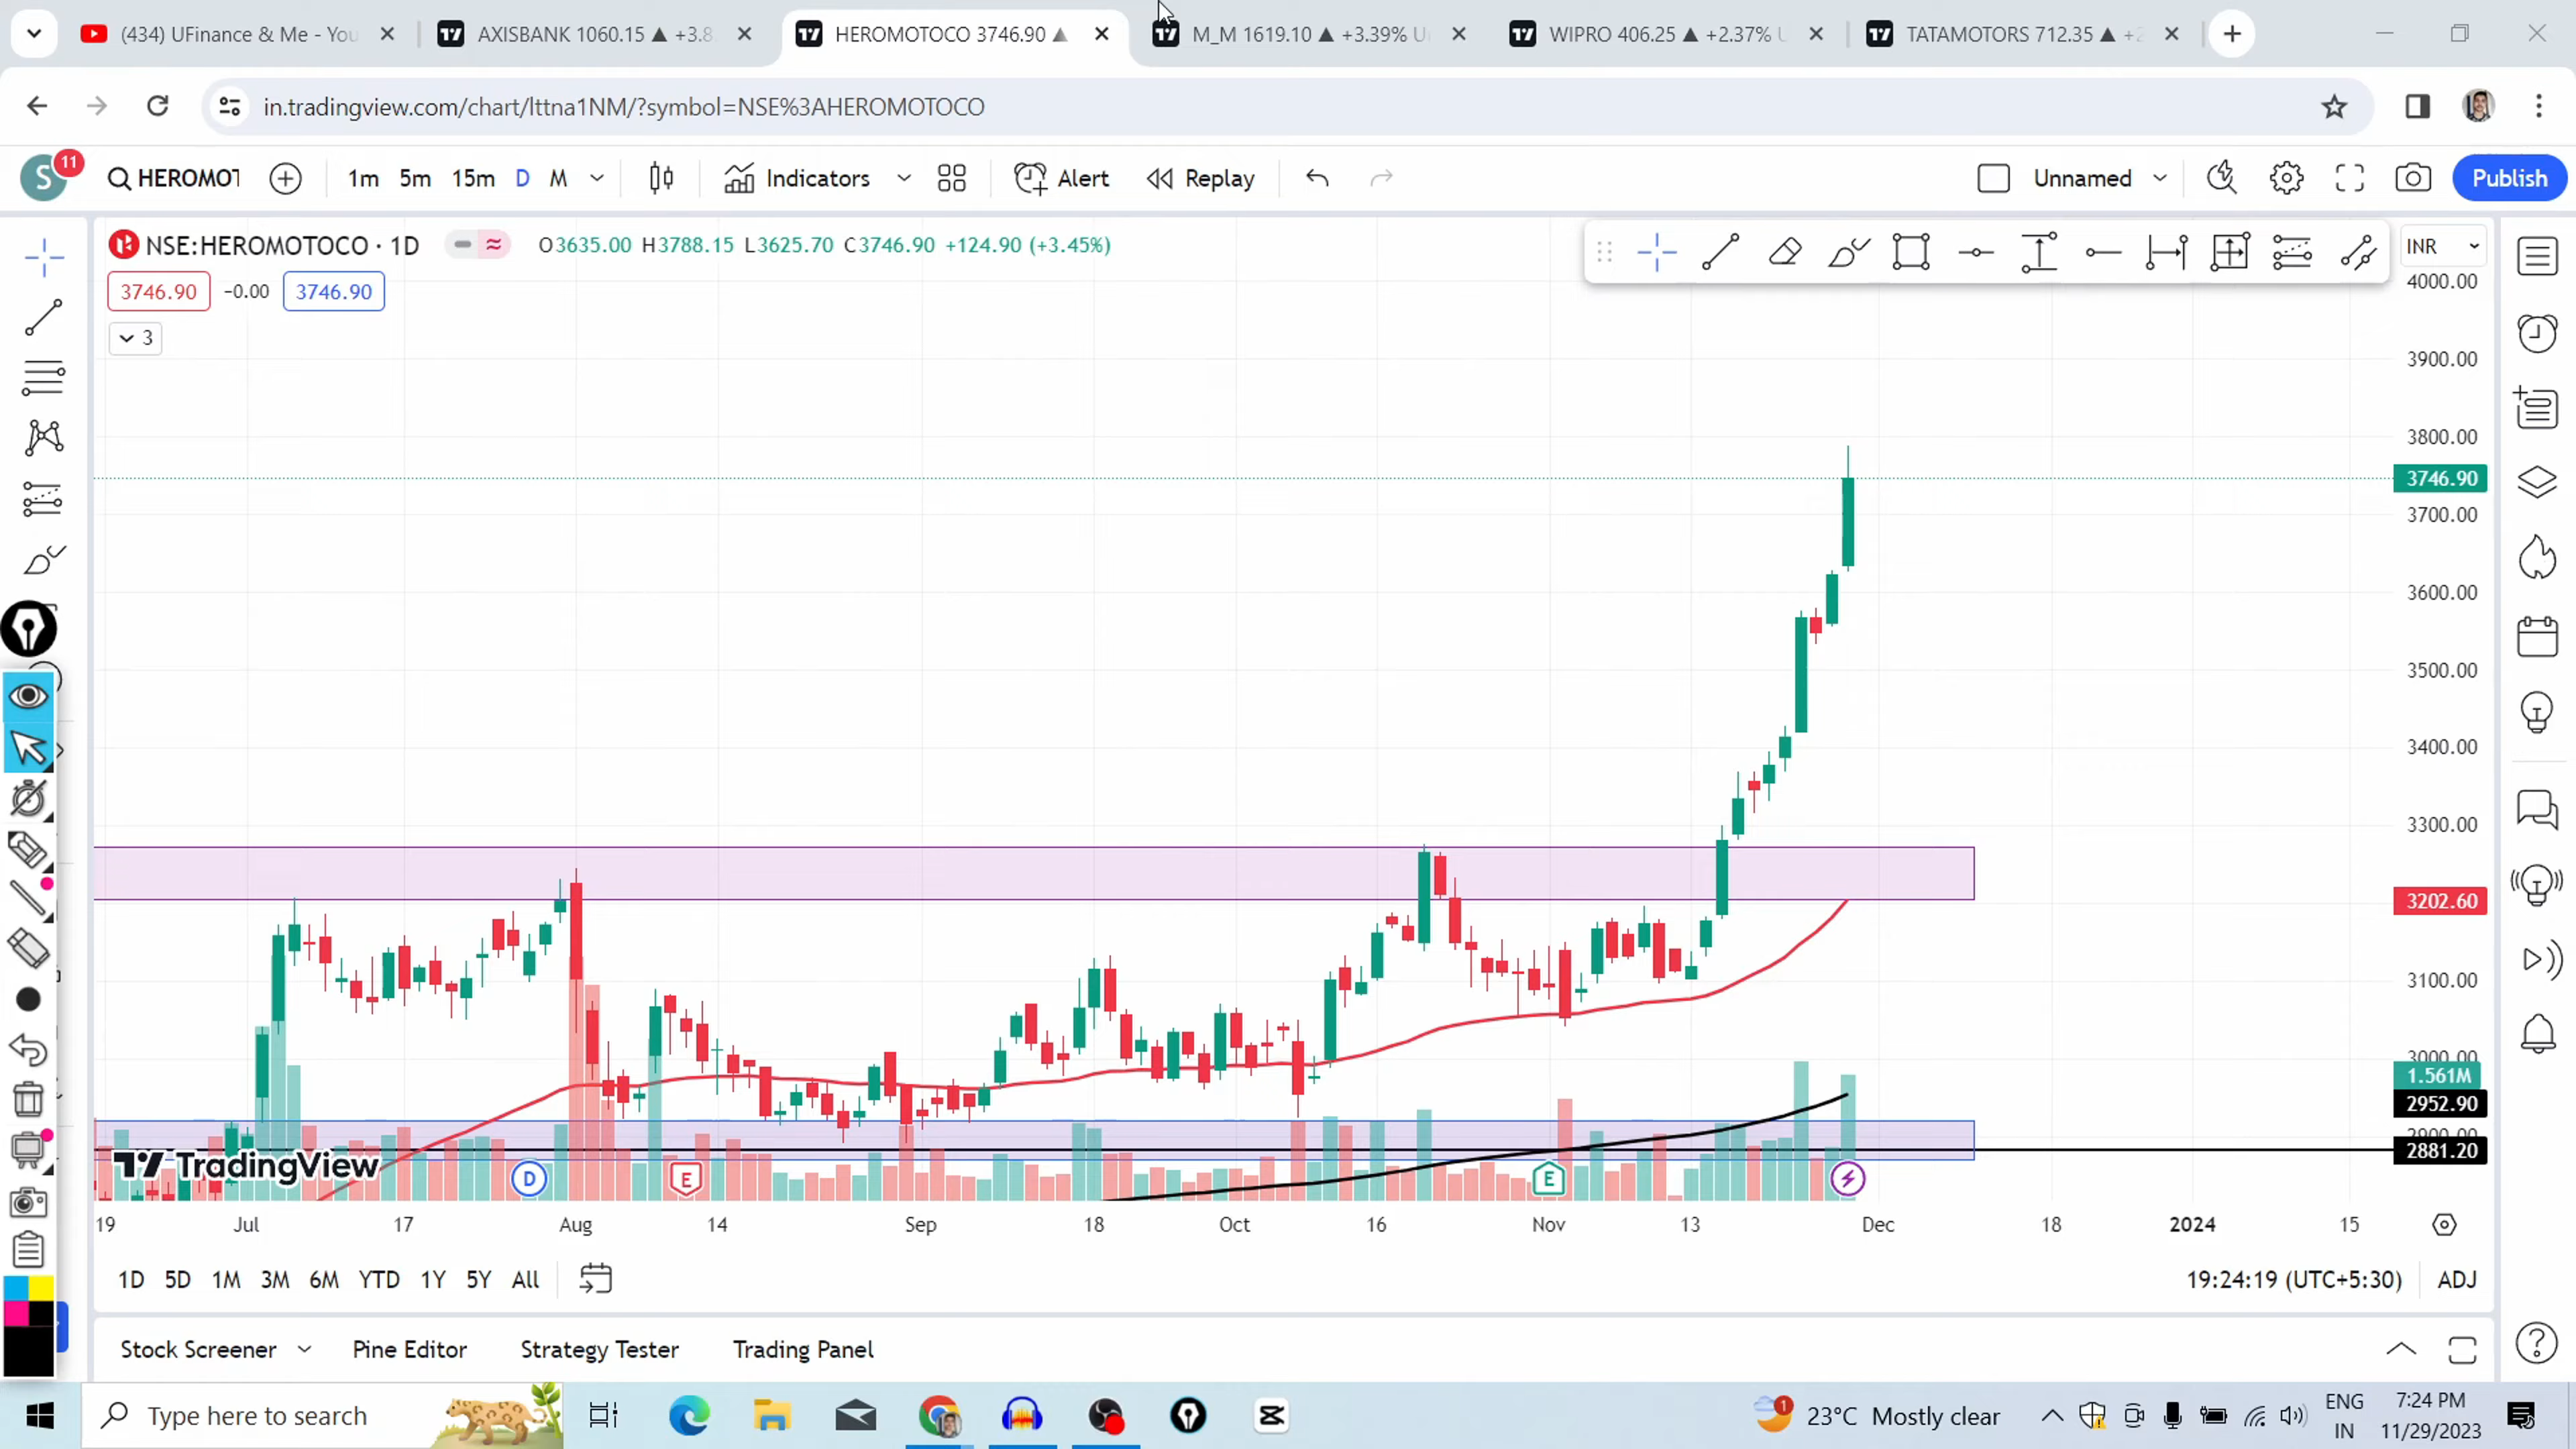 (434) UFinance & Me - You
AXISBANK 1060.15 ▲ +3.8
HEROMOTOCO 3746.90 ▲
M_M 1619.10 ▲ +3.39% U
WIPRO 406.25 ▲ +2.37% U
TATAMOTORS 712.35 ▲ +2
in.tradingview.com/chart/lttna1NM/?symbol=NSE%3AHEROMOTOCO
S 11
HEROMOT
1m 5m 15m D M
Indicators
Alert
Replay
Unnamed
Publish
NSE:HEROMOTOCO · 1D
O3635.00 H3788.15 L3625.70 C3746.90 +124.90 (+3.45%)
INR
3746.90 −0.00 3746.90
3
4000.00
3900.00
3800.00
3746.90
3700.00
3600.00
3500.00
3400.00
3300.00
3202.60
3100.00
3000.00
1.561M
2952.90
2900.00
2881.20
TradingView
D E E
19 Jul 17 Aug 14 Sep 18 Oct 16 Nov 13 Dec 18 2024 15
1D 5D 1M 3M 6M YTD 1Y 5Y All
19:24:19 (UTC+5:30) ADJ
Stock Screener Pine Editor Strategy Tester Trading Panel
Type here to search
1
23°C Mostly clear
ENG
IN
7:24 PM
11/29/2023